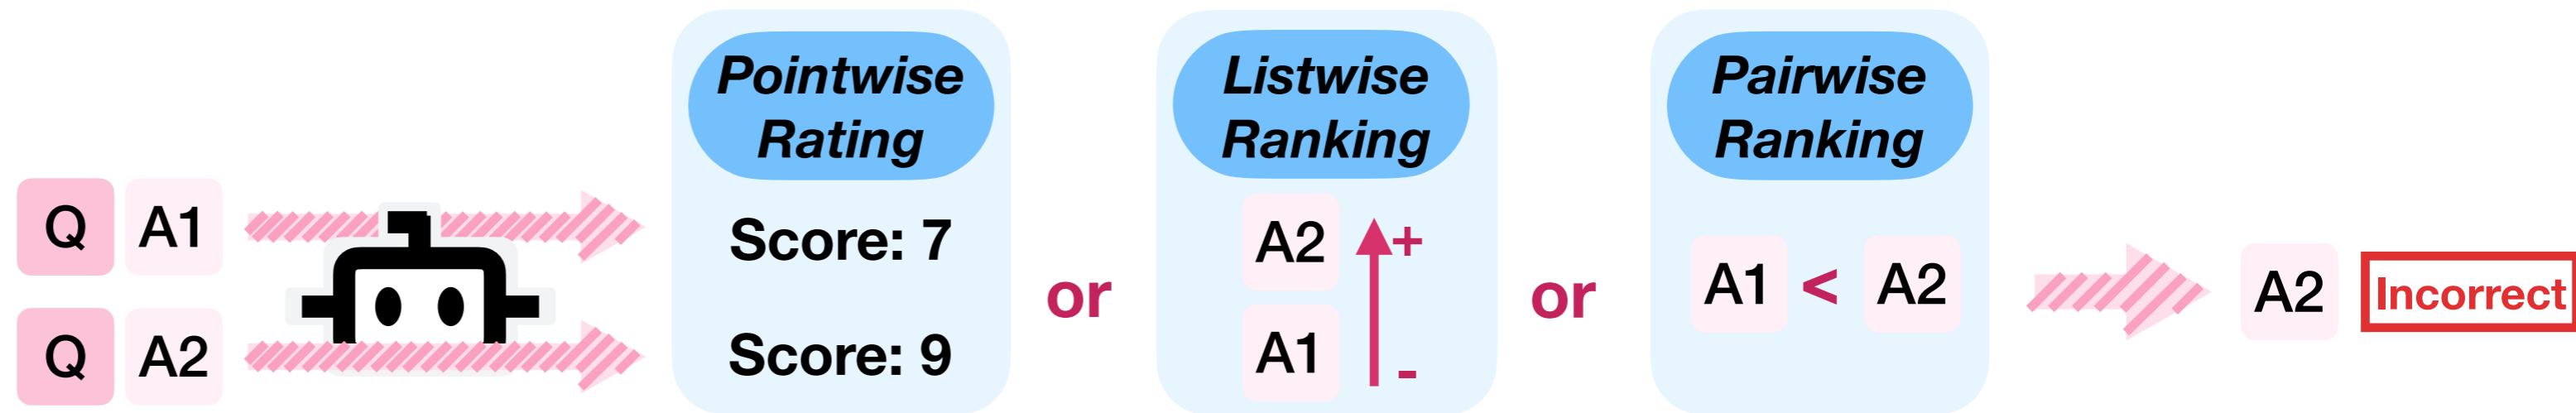 Q A1
Q A2
Pointwise
Rating
Score: 7
Score: 9
or
Listwise
Ranking
A2
A1
+
-
or
Pairwise
Ranking
A1 < A2
A2 Incorrect